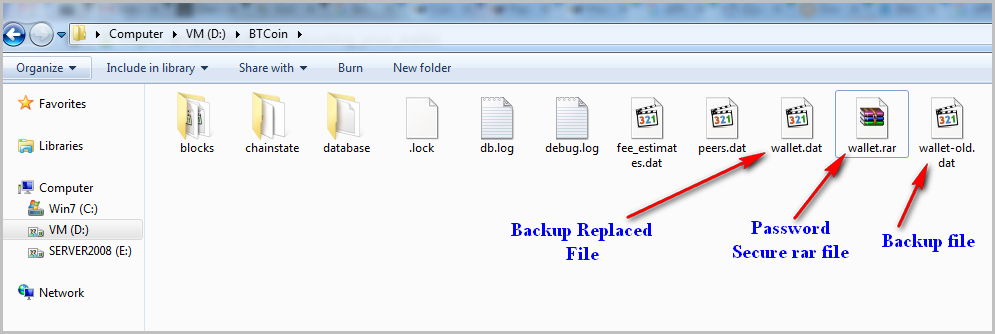 Computer VM (D:) BTCoin
Organize Include in library Share with Burn New folder
Favorites
Libraries
Computer
Win7 (C:)
VM (D:)
SERVER2008 (E:)
Network
blocks
chainstate
database
.lock
db.log
debug.log
fee_estimat
es.dat
peers.dat
wallet.dat
wallet.rar
wallet-old.
dat
321
321
321
321
Backup Replaced
File
Password
Secure rar file
Backup file